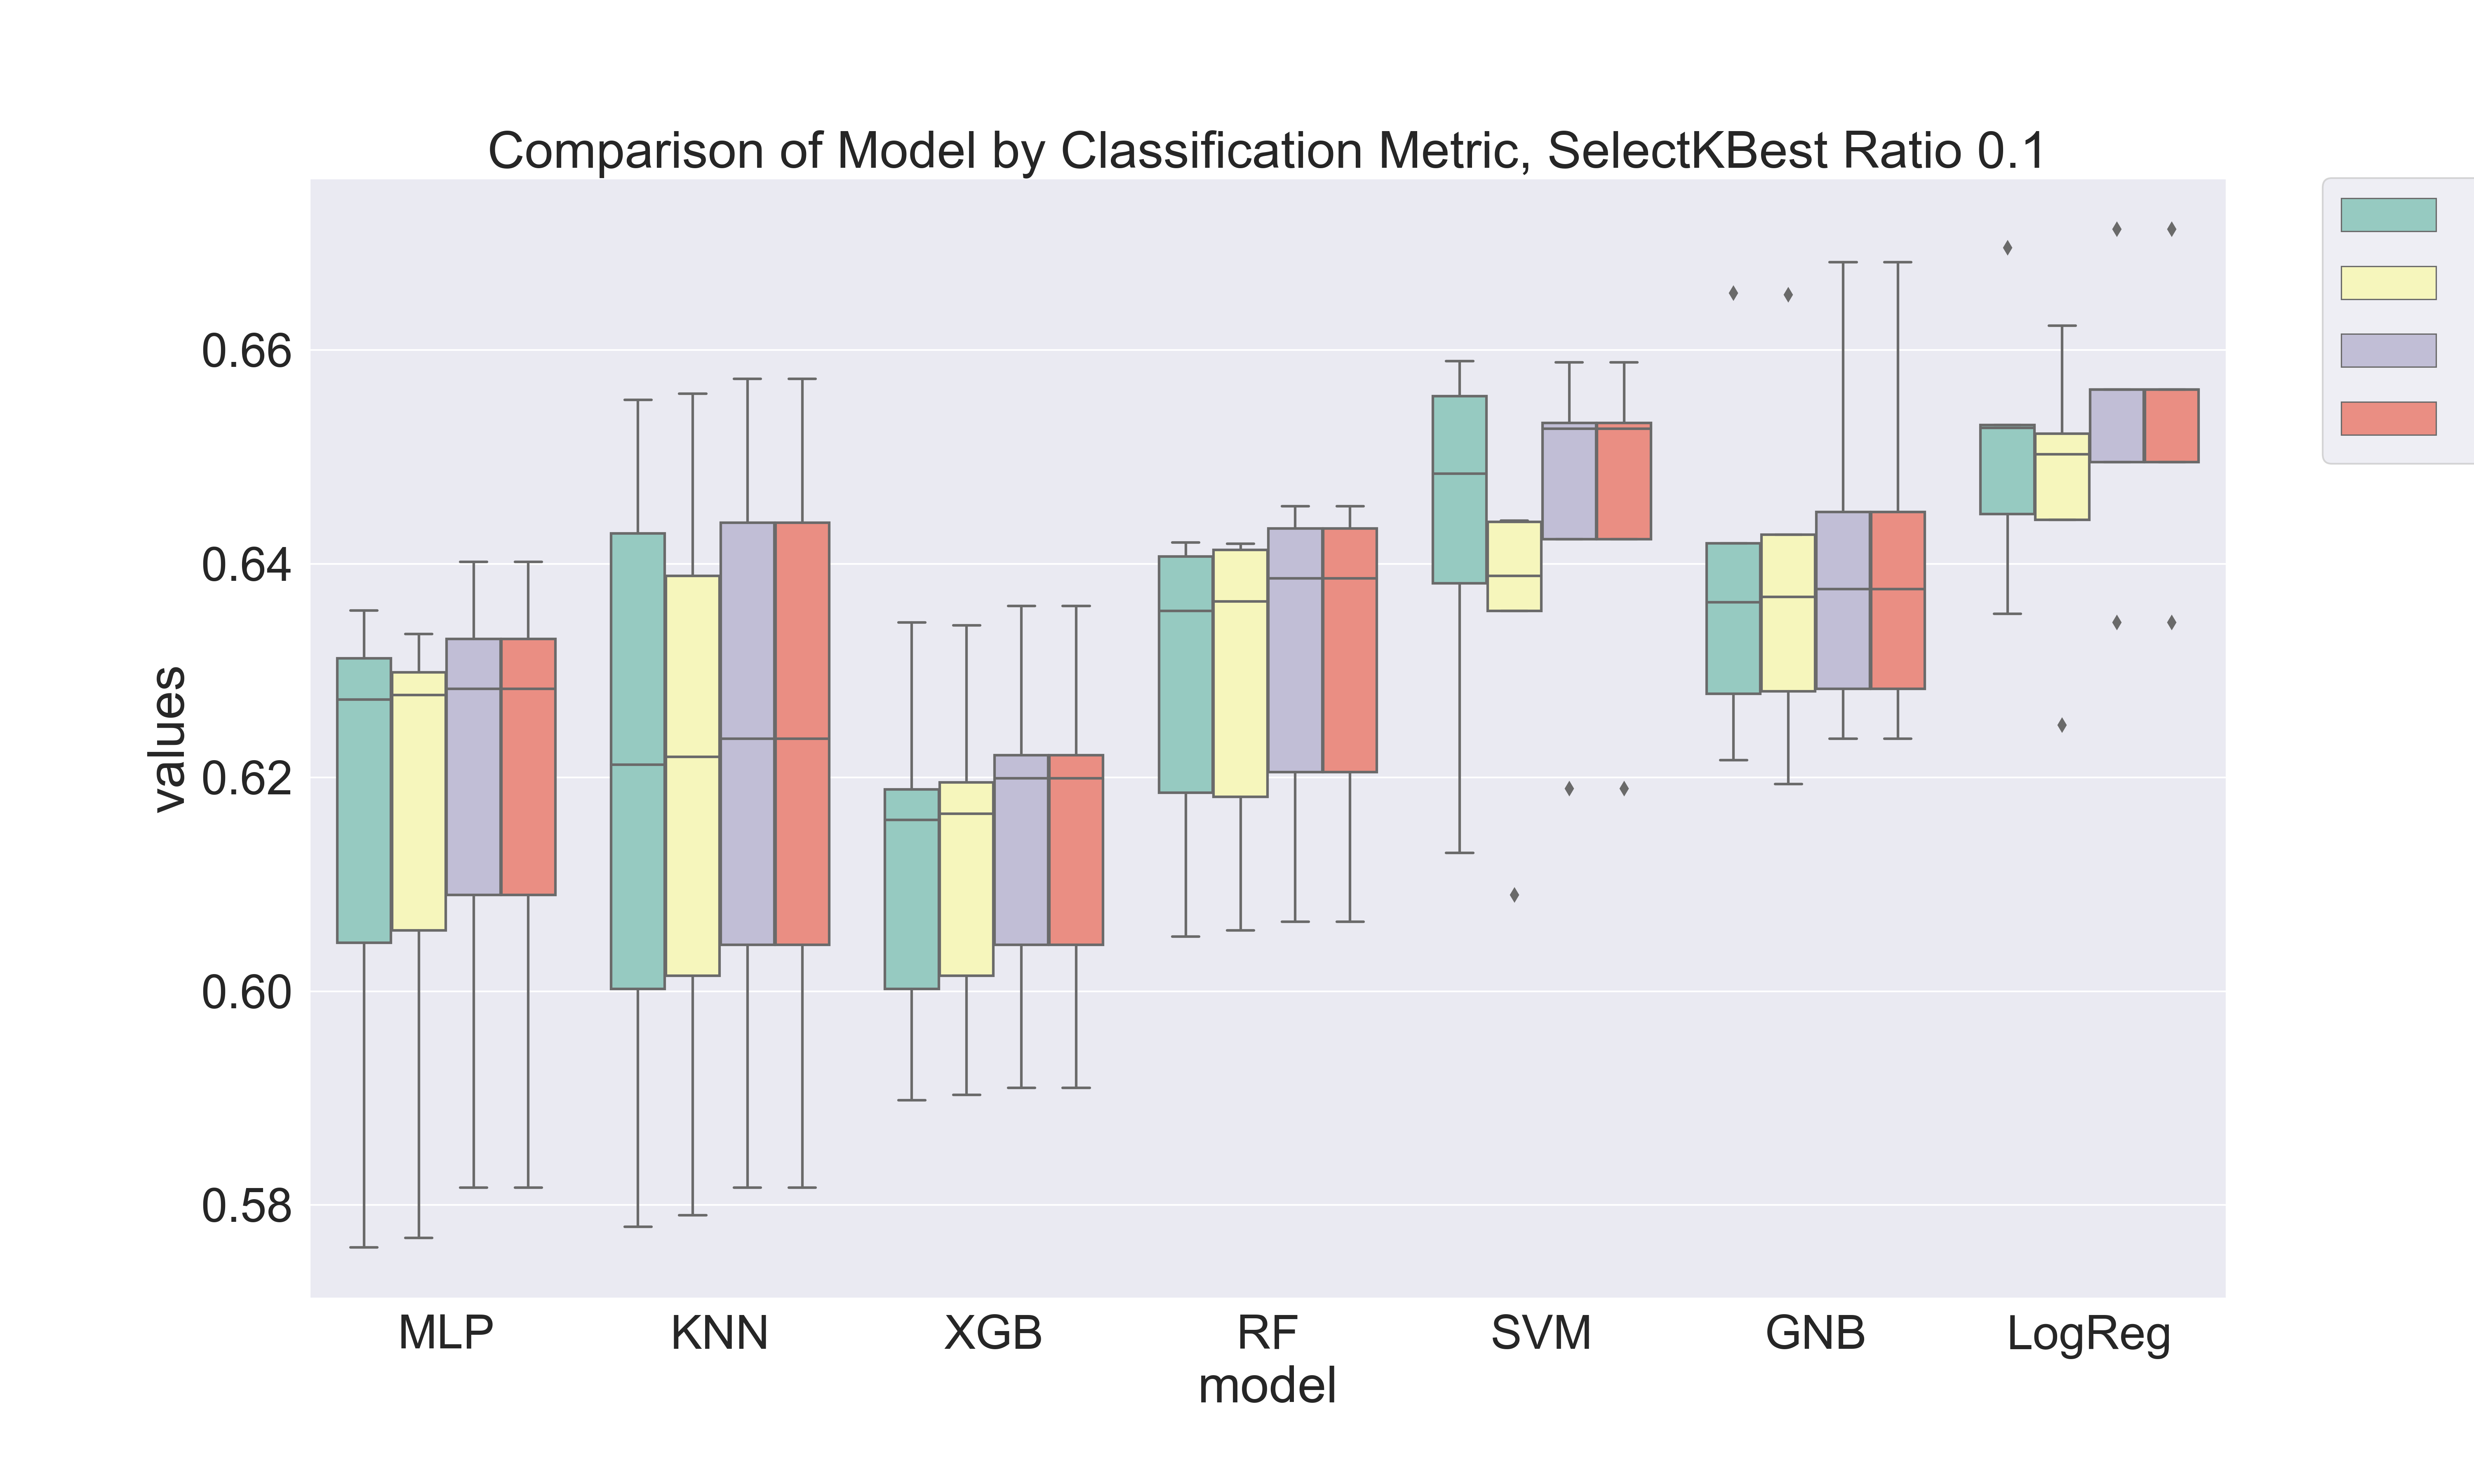 Comparison of Model by Classification Metric, SelectKBest Ratio 0.1
values
0.66
0.64
0.62
0.60
0.58
MLP KNN XGB RF SVM GNB LogReg
model